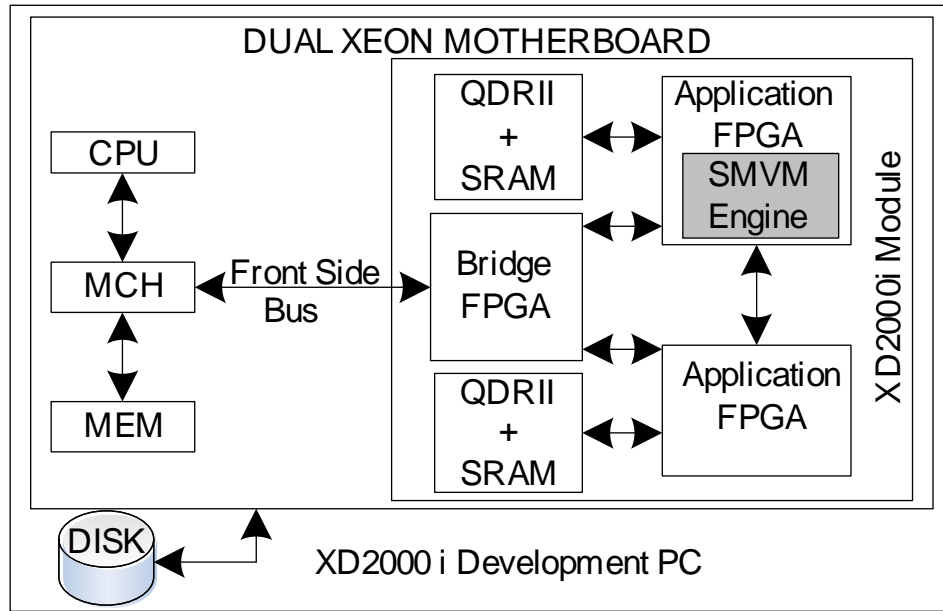 DUAL XEON MOTHERBOARD
CPU
MCH
MEM
Front Side
Bus
QDRII
+
SRAM
Bridge
FPGA
QDRII
+
SRAM
Application
FPGA
SMVM
Engine
Application
FPGA
XD2000i Module
DISK
XD2000 i Development PC